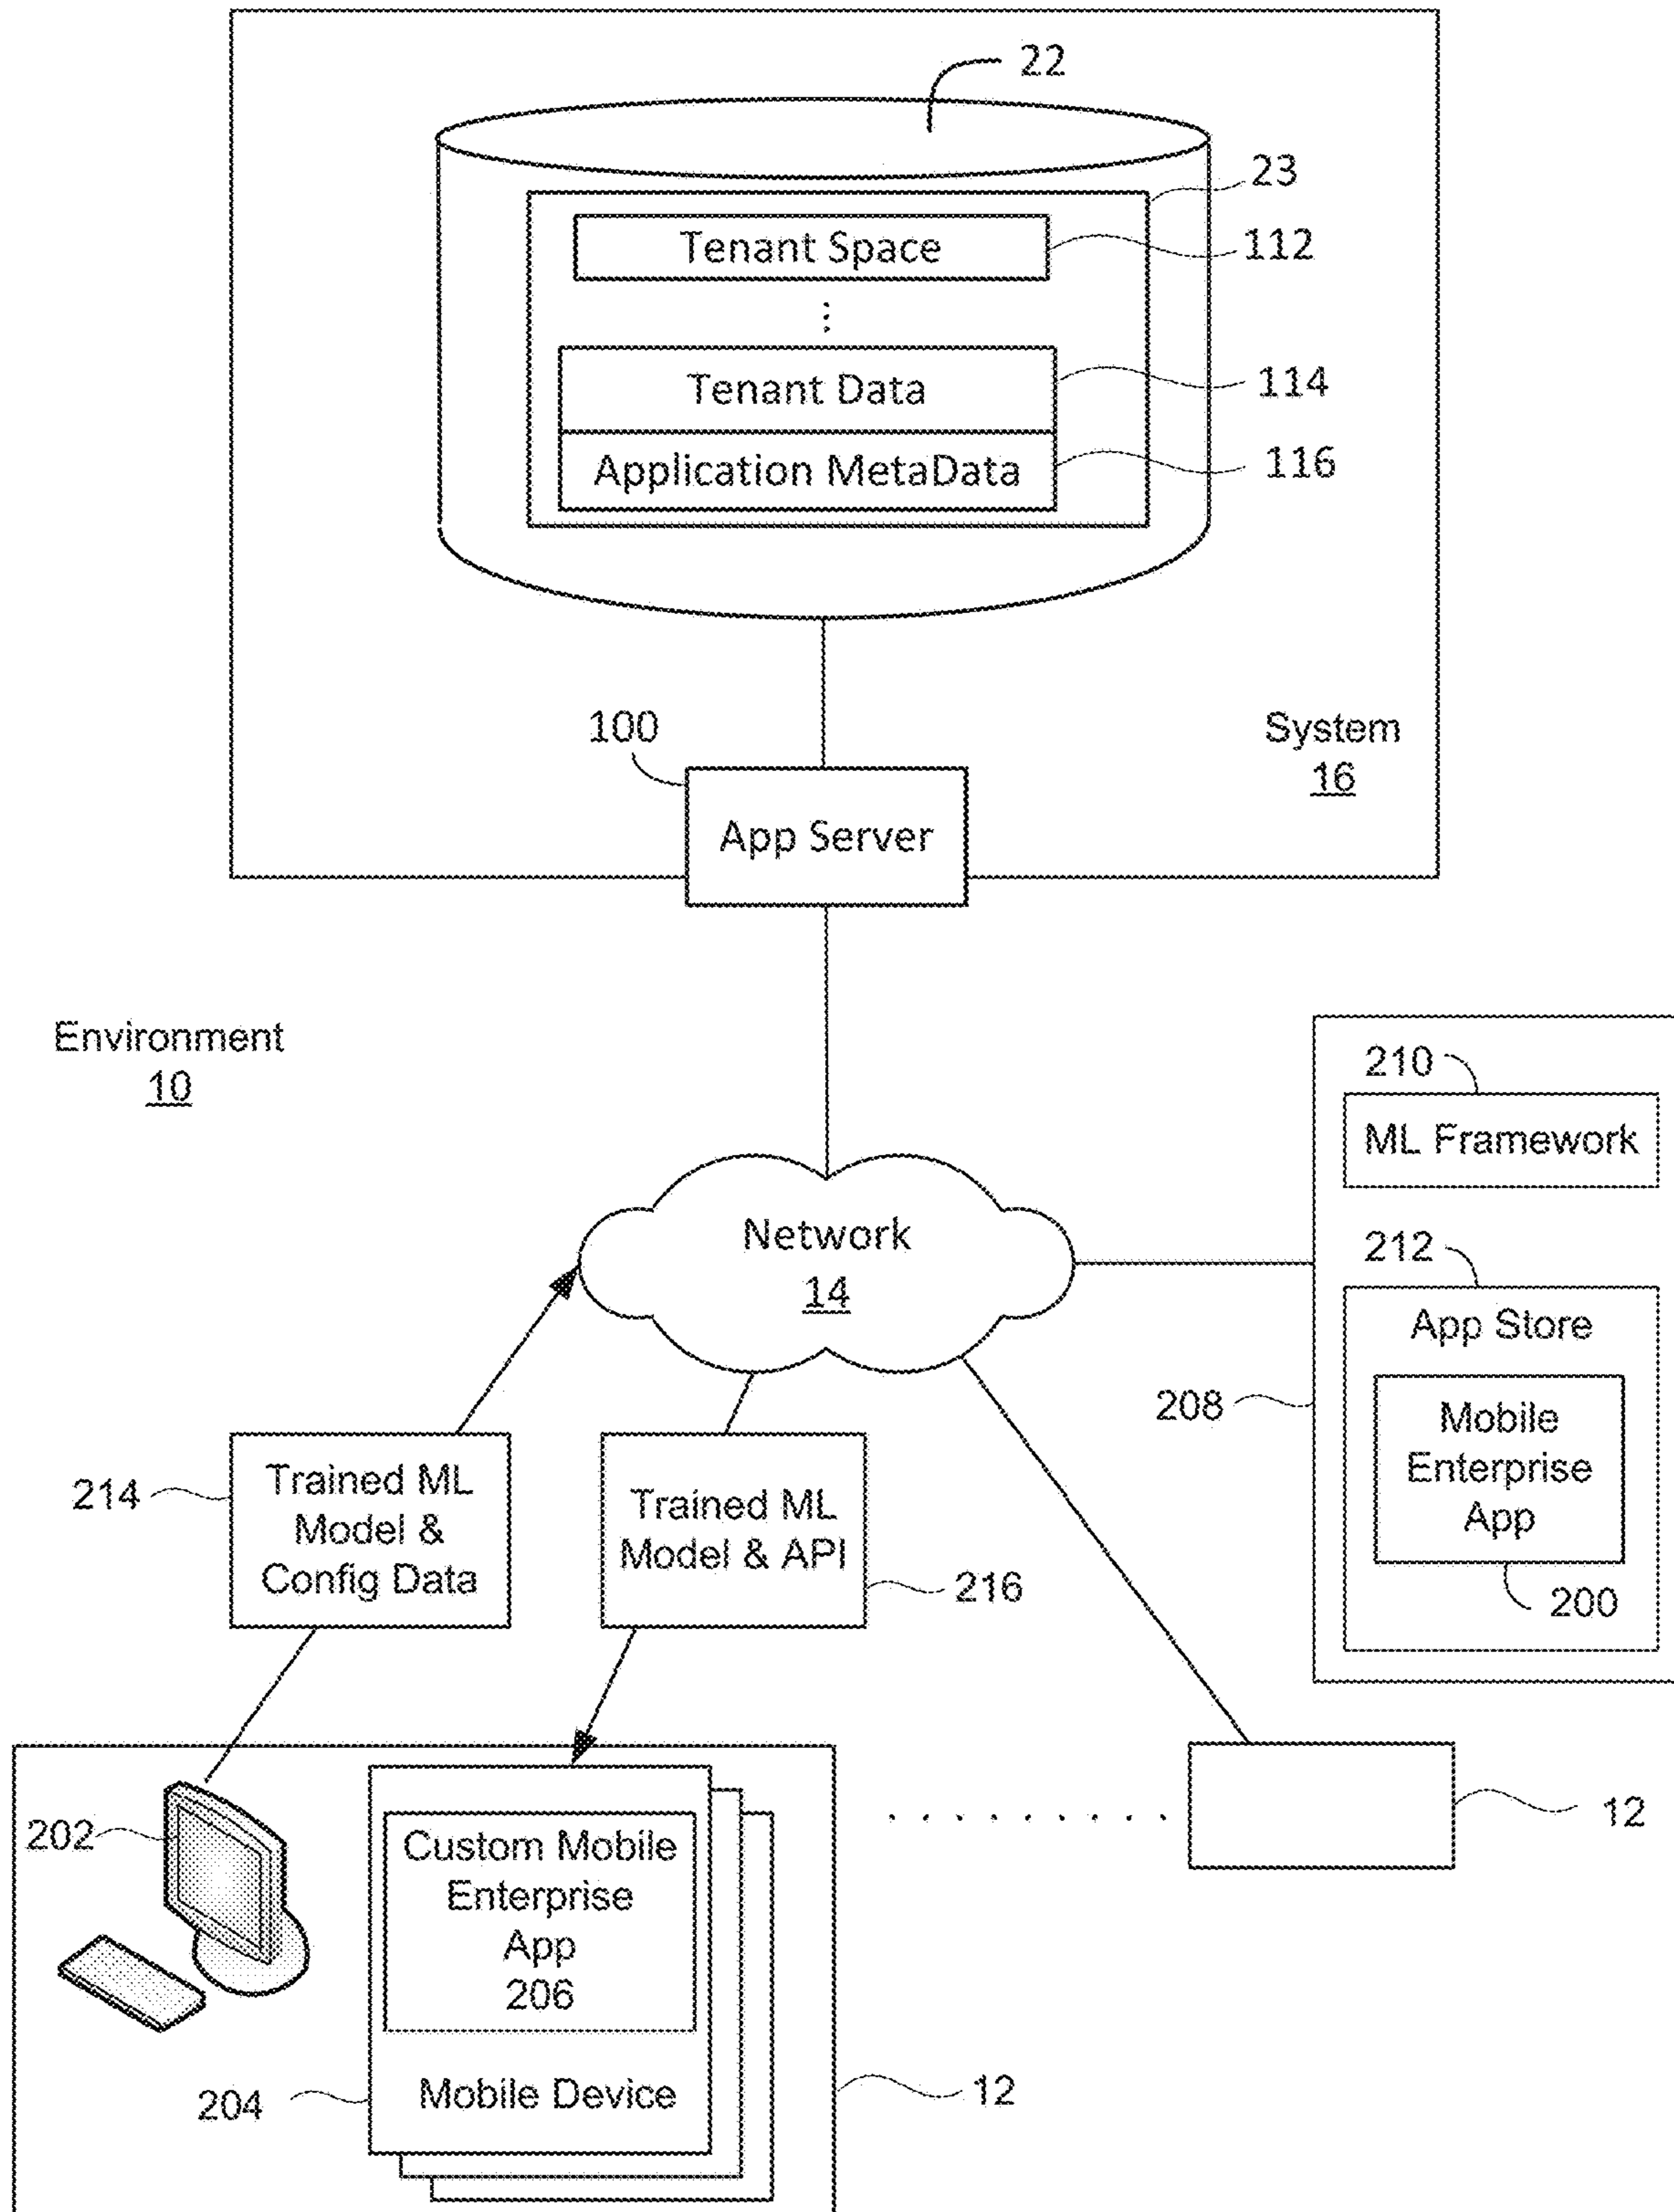 22
23
Tenant Space
112
Tenant Data
114
Application MetaData
116
100
System
16
App Server
Environment
10
210
ML Framework
Network
14
212
App Store
208
Mobile
Enterprise
App
200
214
Trained ML
Model &
Config Data
Trained ML
Model & API
216
202
Custom Mobile
Enterprise
App
206
12
204
Mobile Device
12